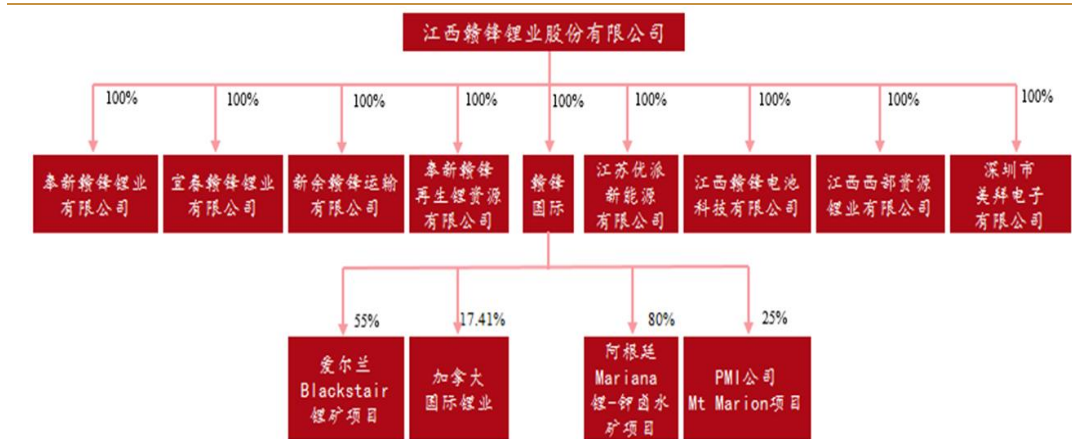 江西赣锋锂业股份有限公司
100%
100%
100%
100%
100%
100%
100%
100%
100%
奉新赣锋锂业
有限公司
宜春赣锋锂业
有限公司
新余赣锋运输
有限公司
奉新赣锋
再生锂资源
有限公司
赣锋
国际
江苏优派
新能源
有限公司
江西赣锋电池
科技有限公司
江西西部资源
锂业有限公司
深圳市
美拜电子
有限公司
55%
17.41%
80%
25%
爱尔兰
Blackstair
锂矿项目
加拿大
国际锂业
阿根廷
Mariana
锂-钾卤水
矿项目
PMI公司
Mt Marion项目